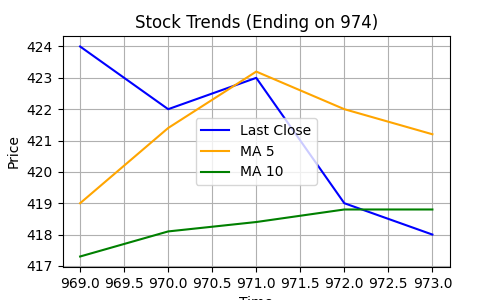 Stock Trends (Ending on 974)
424
423
422
421
420
419
418
417
Price
Last Close
MA 5
MA 10
969.0 969.5 970.0 970.5 971.0 971.5 972.0 972.5 973.0
Time